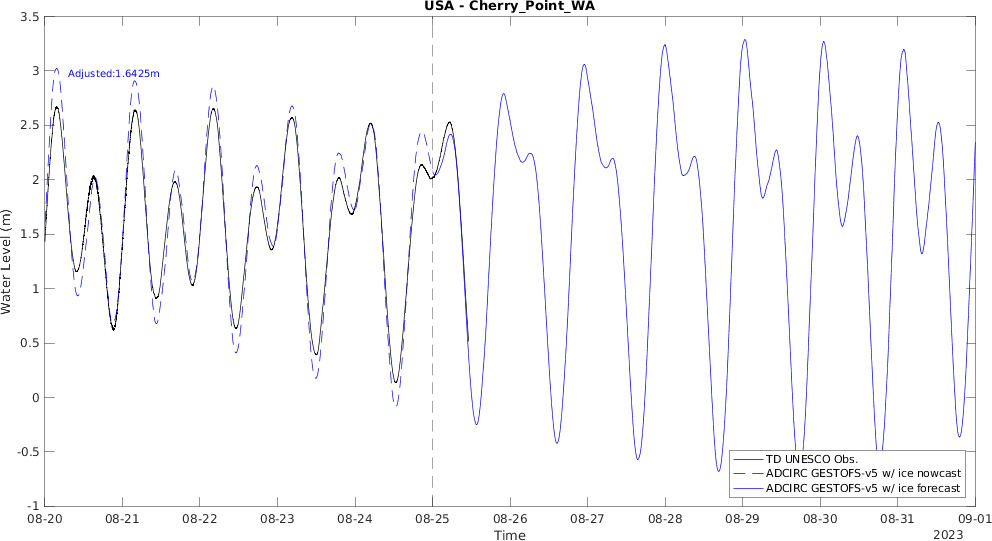 USA - Cherry_Point_WA
3.5
3
2.5
2
1.5
1
0.5
0
-0.5
-1
Water Level (m)
Adjusted:1.6425m
TD UNESCO Obs.
ADCIRC GESTOFS-v5 w/ ice nowcast
ADCIRC GESTOFS-v5 w/ ice forecast
08-20 08-21 08-22 08-23 08-24 08-25 08-26 08-27 08-28 08-29 08-30 08-31 09-01
Time
2023